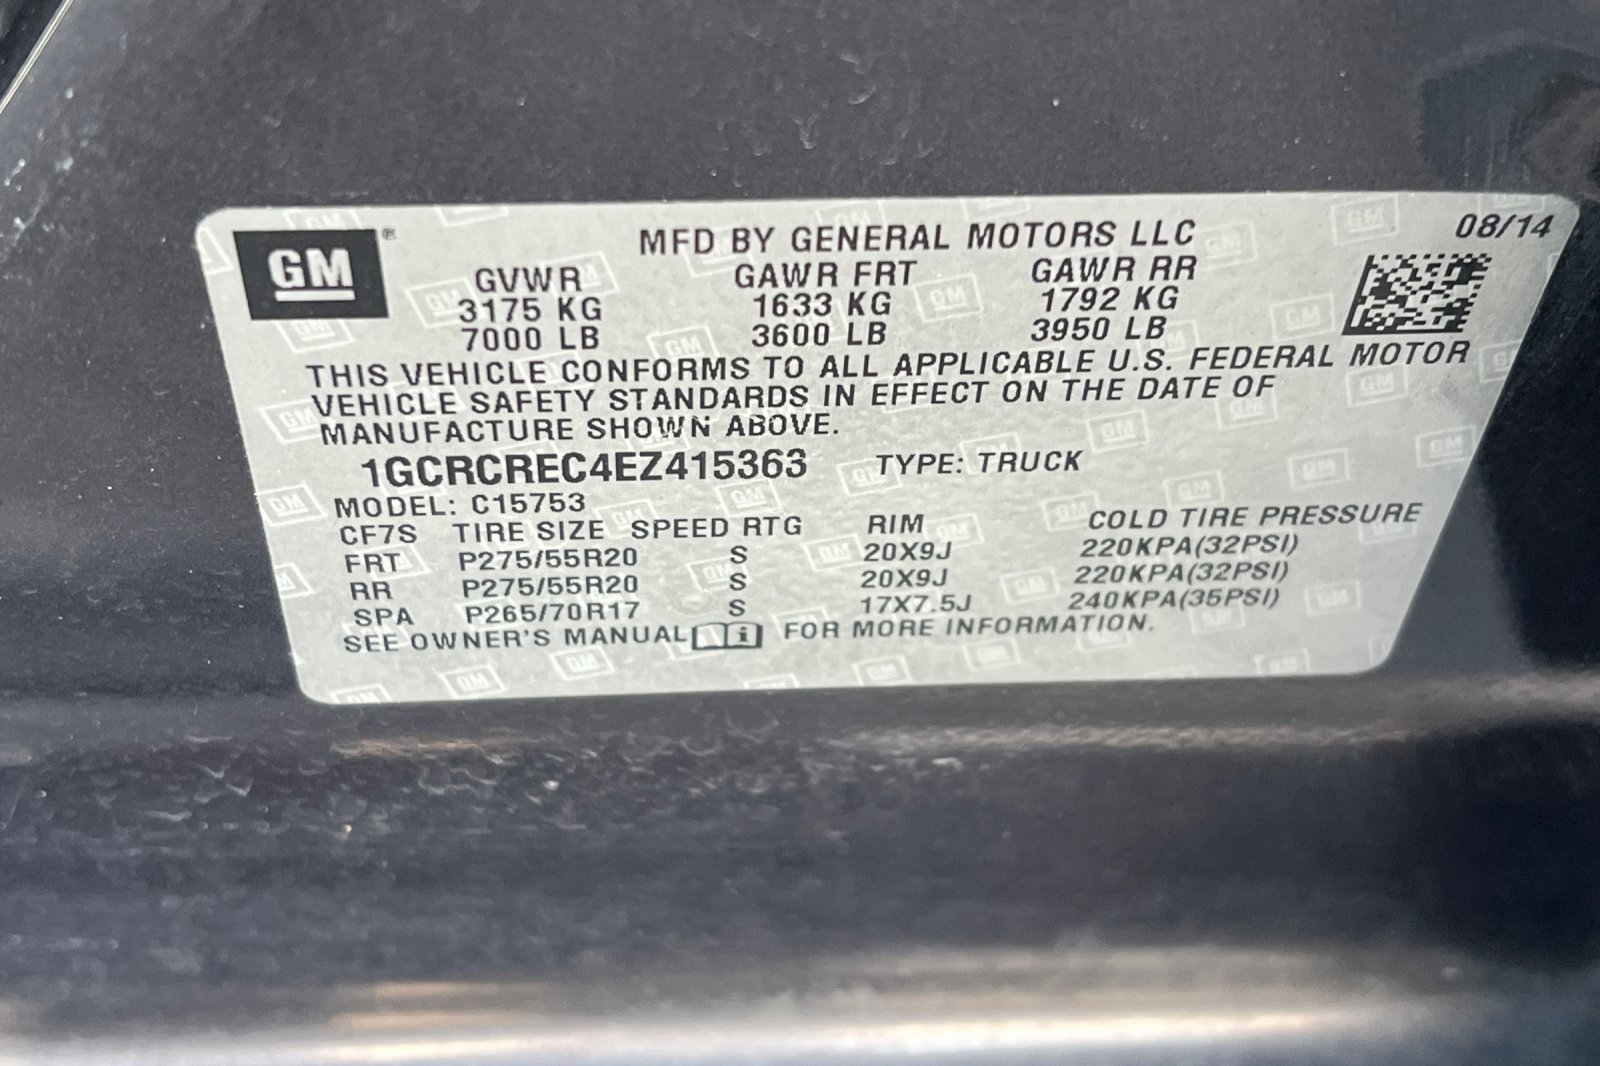 GM®
MFD BY GENERAL MOTORS LLC 08/14
GVWR GAWR FRT GAWR RR
3175 KG 1633 KG 1792 KG
7000 LB 3600 LB 3950 LB
THIS VEHICLE CONFORMS TO ALL APPLICABLE U.S. FEDERAL MOTOR
VEHICLE SAFETY STANDARDS IN EFFECT ON THE DATE OF
MANUFACTURE SHOWN ABOVE.
1GCRCREC4EZ415363 TYPE: TRUCK
MODEL: C15753
CF7S TIRE SIZE SPEED RTG RIM COLD TIRE PRESSURE
FRT P275/55R20 S 20X9J 220KPA(32PSI)
RR P275/55R20 S 20X9J 220KPA(32PSI)
SPA P265/70R17 S 17X7.5J 240KPA(35PSI)
SEE OWNER'S MANUAL FOR MORE INFORMATION.